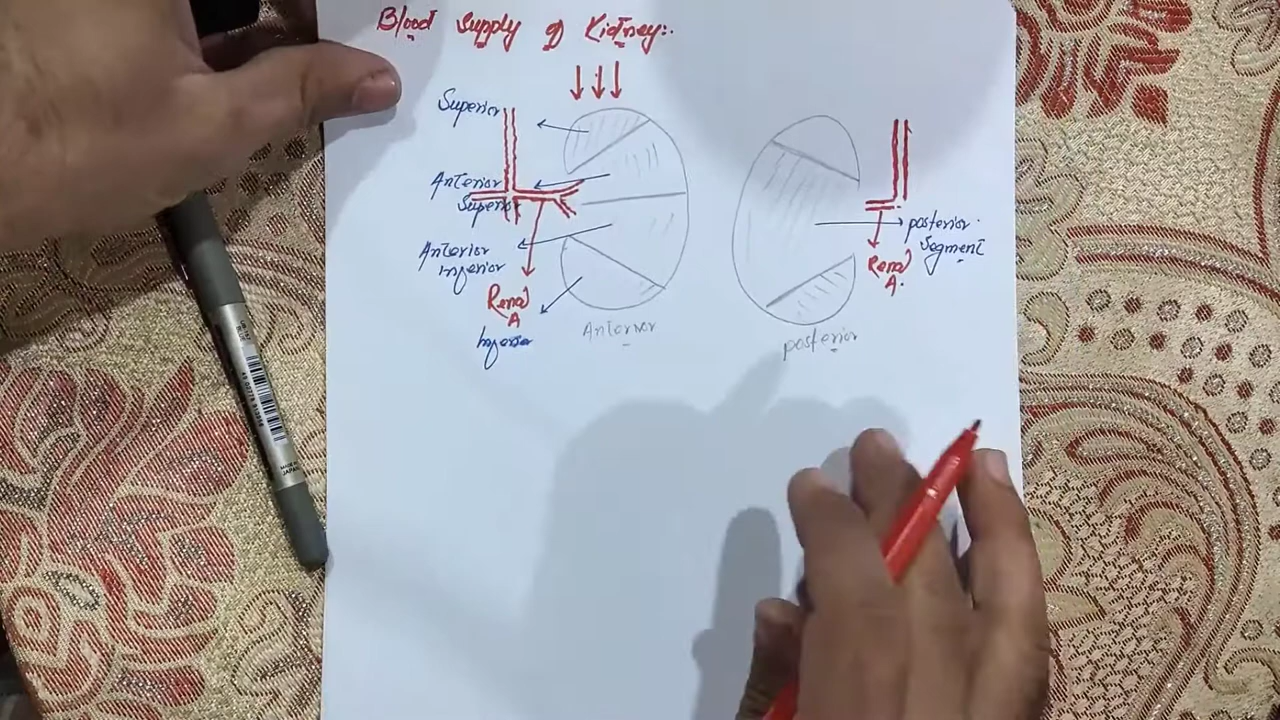 Blood Supply of Kidney:.
Superior
Anterior
Superior
Anterior
Inferior
Renal
A
Inferior
Anterior
posterior.
Segment
Renal
A.
posterior